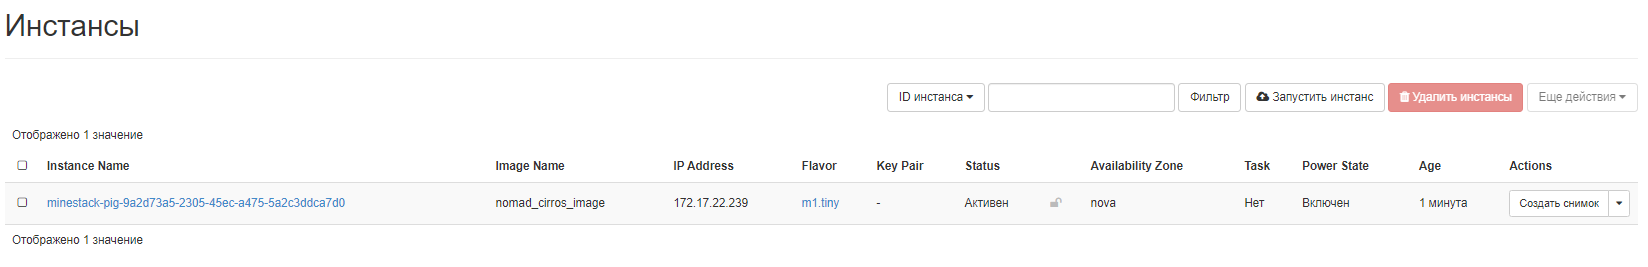 Инстансы
ID инстанса Фильтр Запустить инстанс Удалить инстансы Еще действия
Отображено 1 значение
Instance Name Image Name IP Address Flavor Key Pair Status Availability Zone Task Power State Age Actions
minestack-pig-9a2d73a5-2305-45ec-a475-5a2c3ddca7d0 nomad_cirros_image 172.17.22.239 m1.tiny - Активен nova Нет Включен 1 минута Создать снимок
Отображено 1 значение